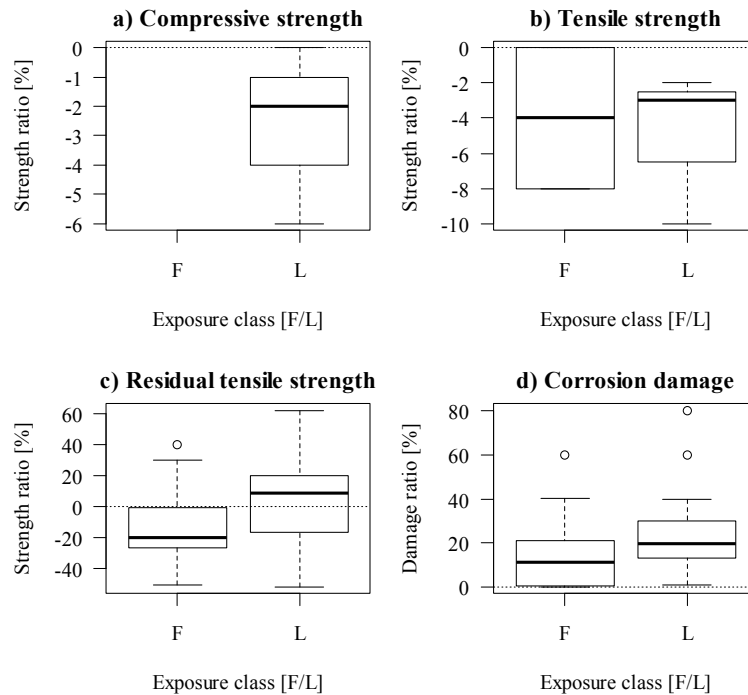 a) Compressive strength
Strength ratio [%]
0
-1
-2
-3
-4
-5
-6
F
L
Exposure class [F/L]
b) Tensile strength
Strength ratio [%]
0
-2
-4
-6
-8
-10
F
L
Exposure class [F/L]
c) Residual tensile strength
Strength ratio [%]
60
40
20
0
-20
-40
F
L
Exposure class [F/L]
d) Corrosion damage
Damage ratio [%]
80
60
40
20
0
F
L
Exposure class [F/L]